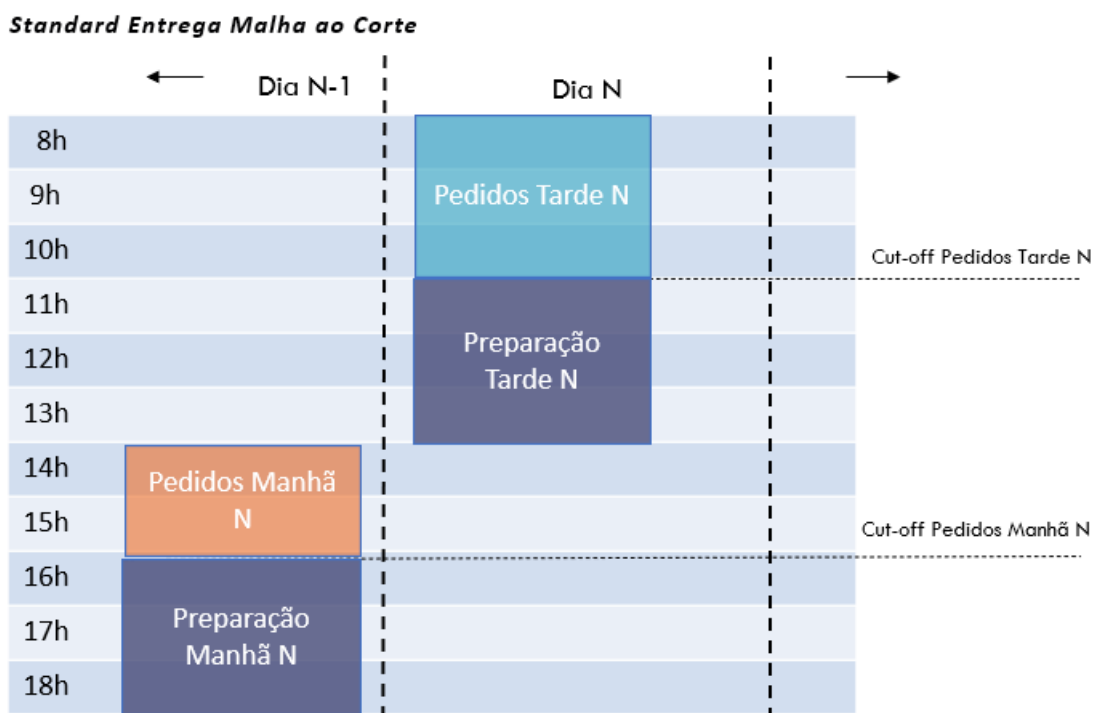 Standard Entrega Malha ao Corte
Dia N-1
Dia N
8h
9h
Pedidos Tarde N
10h
Cut-off Pedidos Tarde N
11h
Preparação
12h
Tarde N
13h
14h
Pedidos Manhã
N
15h
Cut-off Pedidos Manhã N
16h
Preparação
17h
Manhã N
18h